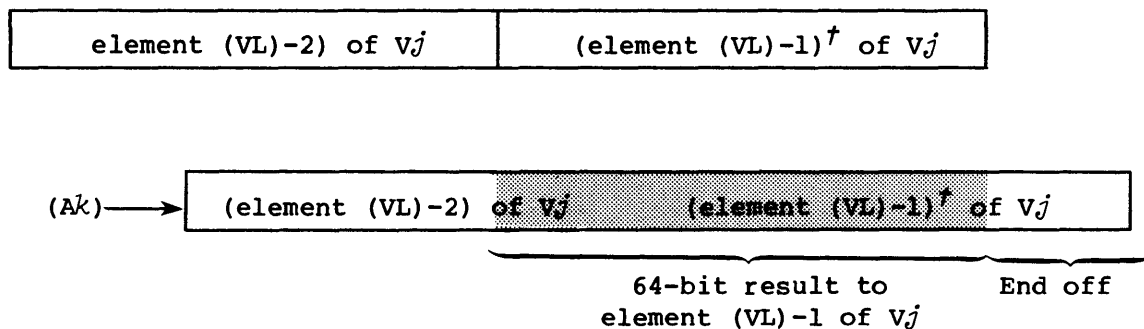 element (VL)-2) of Vj (element (VL)-1)† of Vj
(Ak) (element (VL)-2) of Vj (element (VL)-1)† of Vj
64-bit result to End off
element (VL)-1 of Vj